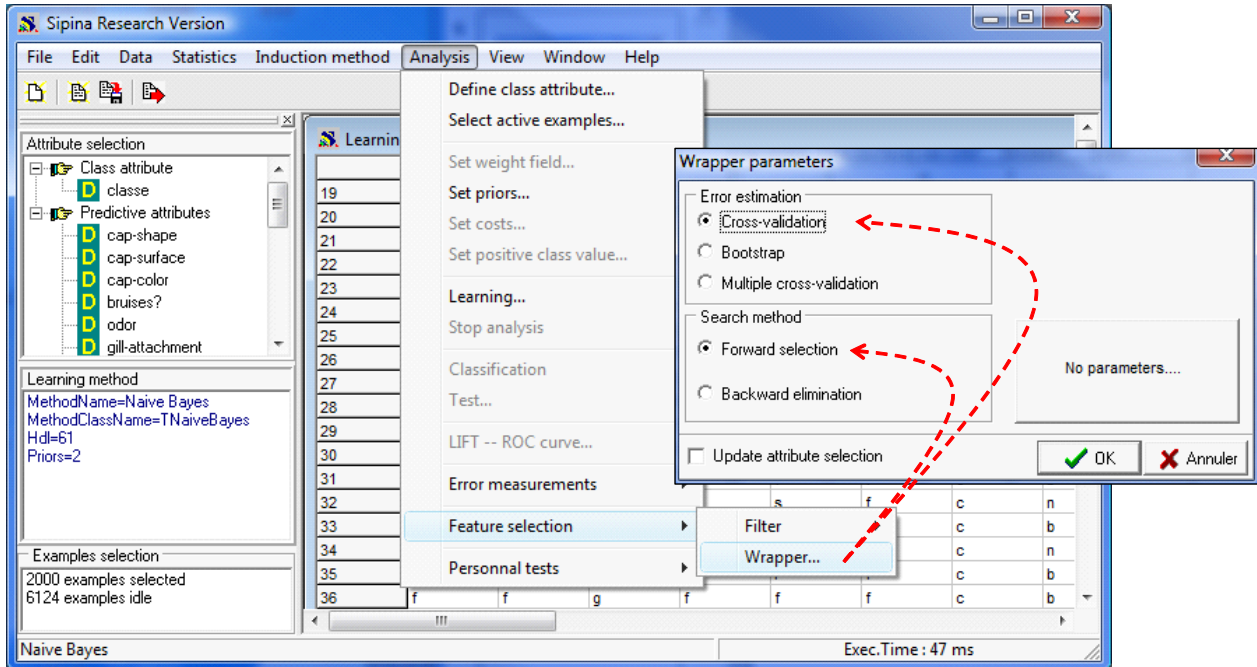 Sipina Research Version
File Edit Data Statistics Induction method Analysis View Window Help
Attribute selection
Class attribute
D classe
Predictive attributes
D cap-shape
D cap-surface
D cap-color
D bruises?
D odor
D gill-attachment
Learning method
MethodName=Naive Bayes
MethodClassName=TNaiveBayes
Hdl=61
Priors=2
Examples selection
2000 examples selected
6124 examples idle
Learnin
19
20
21
22
23
24
25
26
27
28
29
30
31
32 s f c n
33 c b
34 c n
35 c b
36 f f g f f f c b
Define class attribute...
Select active examples...
Set weight field...
Set priors...
Set costs...
Set positive class value...
Learning...
Stop analysis
Classification
Test...
LIFT -- ROC curve...
Error measurements
Feature selection
Personnal tests
Filter
Wrapper...
Wrapper parameters
Error estimation
Cross-validation
Bootstrap
Multiple cross-validation
Search method
Forward selection
Backward elimination
No parameters....
Update attribute selection
OK
Annuler
Naive Bayes
Exec.Time : 47 ms